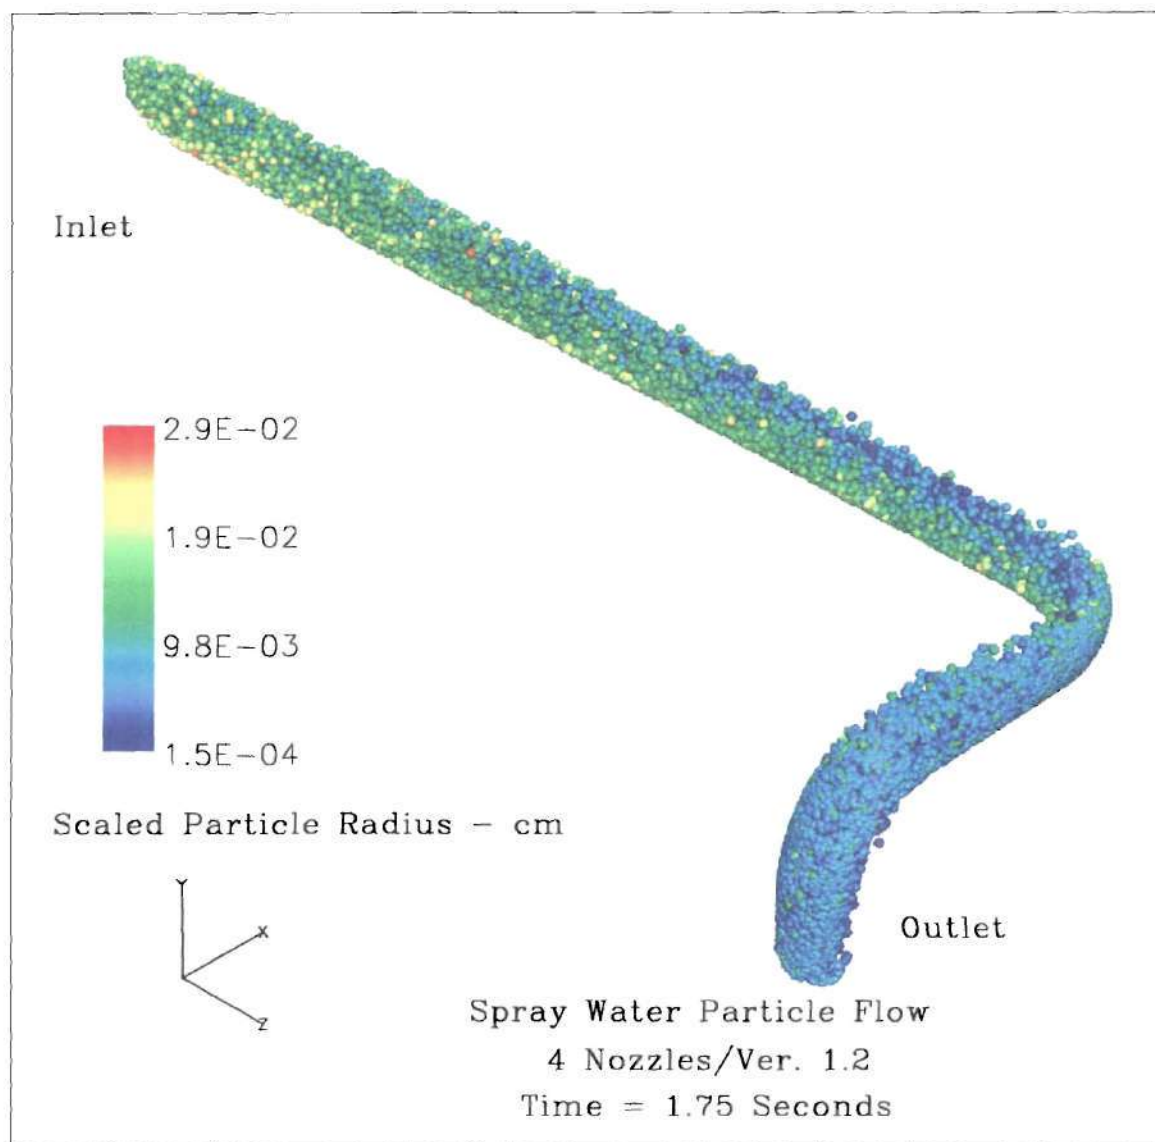 Inlet
2.9E-02
1.9E-02
9.8E-03
1.5E-04
Scaled Particle Radius - cm
Y
X
Z
Outlet
Spray Water Particle Flow
4 Nozzles/Ver. 1.2
Time = 1.75 Seconds